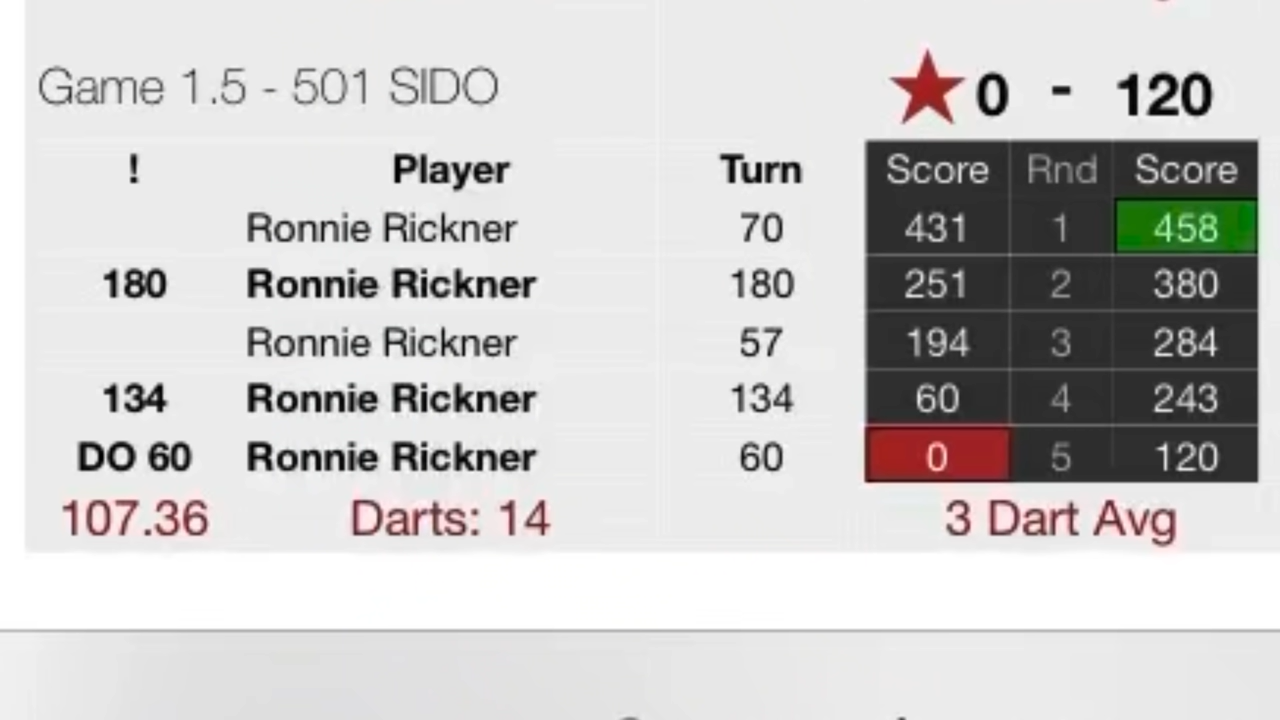 Game 1.5 - 501 SIDO
0 - 120
! Player Turn Score Rnd Score
Ronnie Rickner 70 431 1 458
180 Ronnie Rickner 180 251 2 380
Ronnie Rickner 57 194 3 284
134 Ronnie Rickner 134 60 4 243
DO 60 Ronnie Rickner 60 0 5 120
107.36 Darts: 14 3 Dart Avg